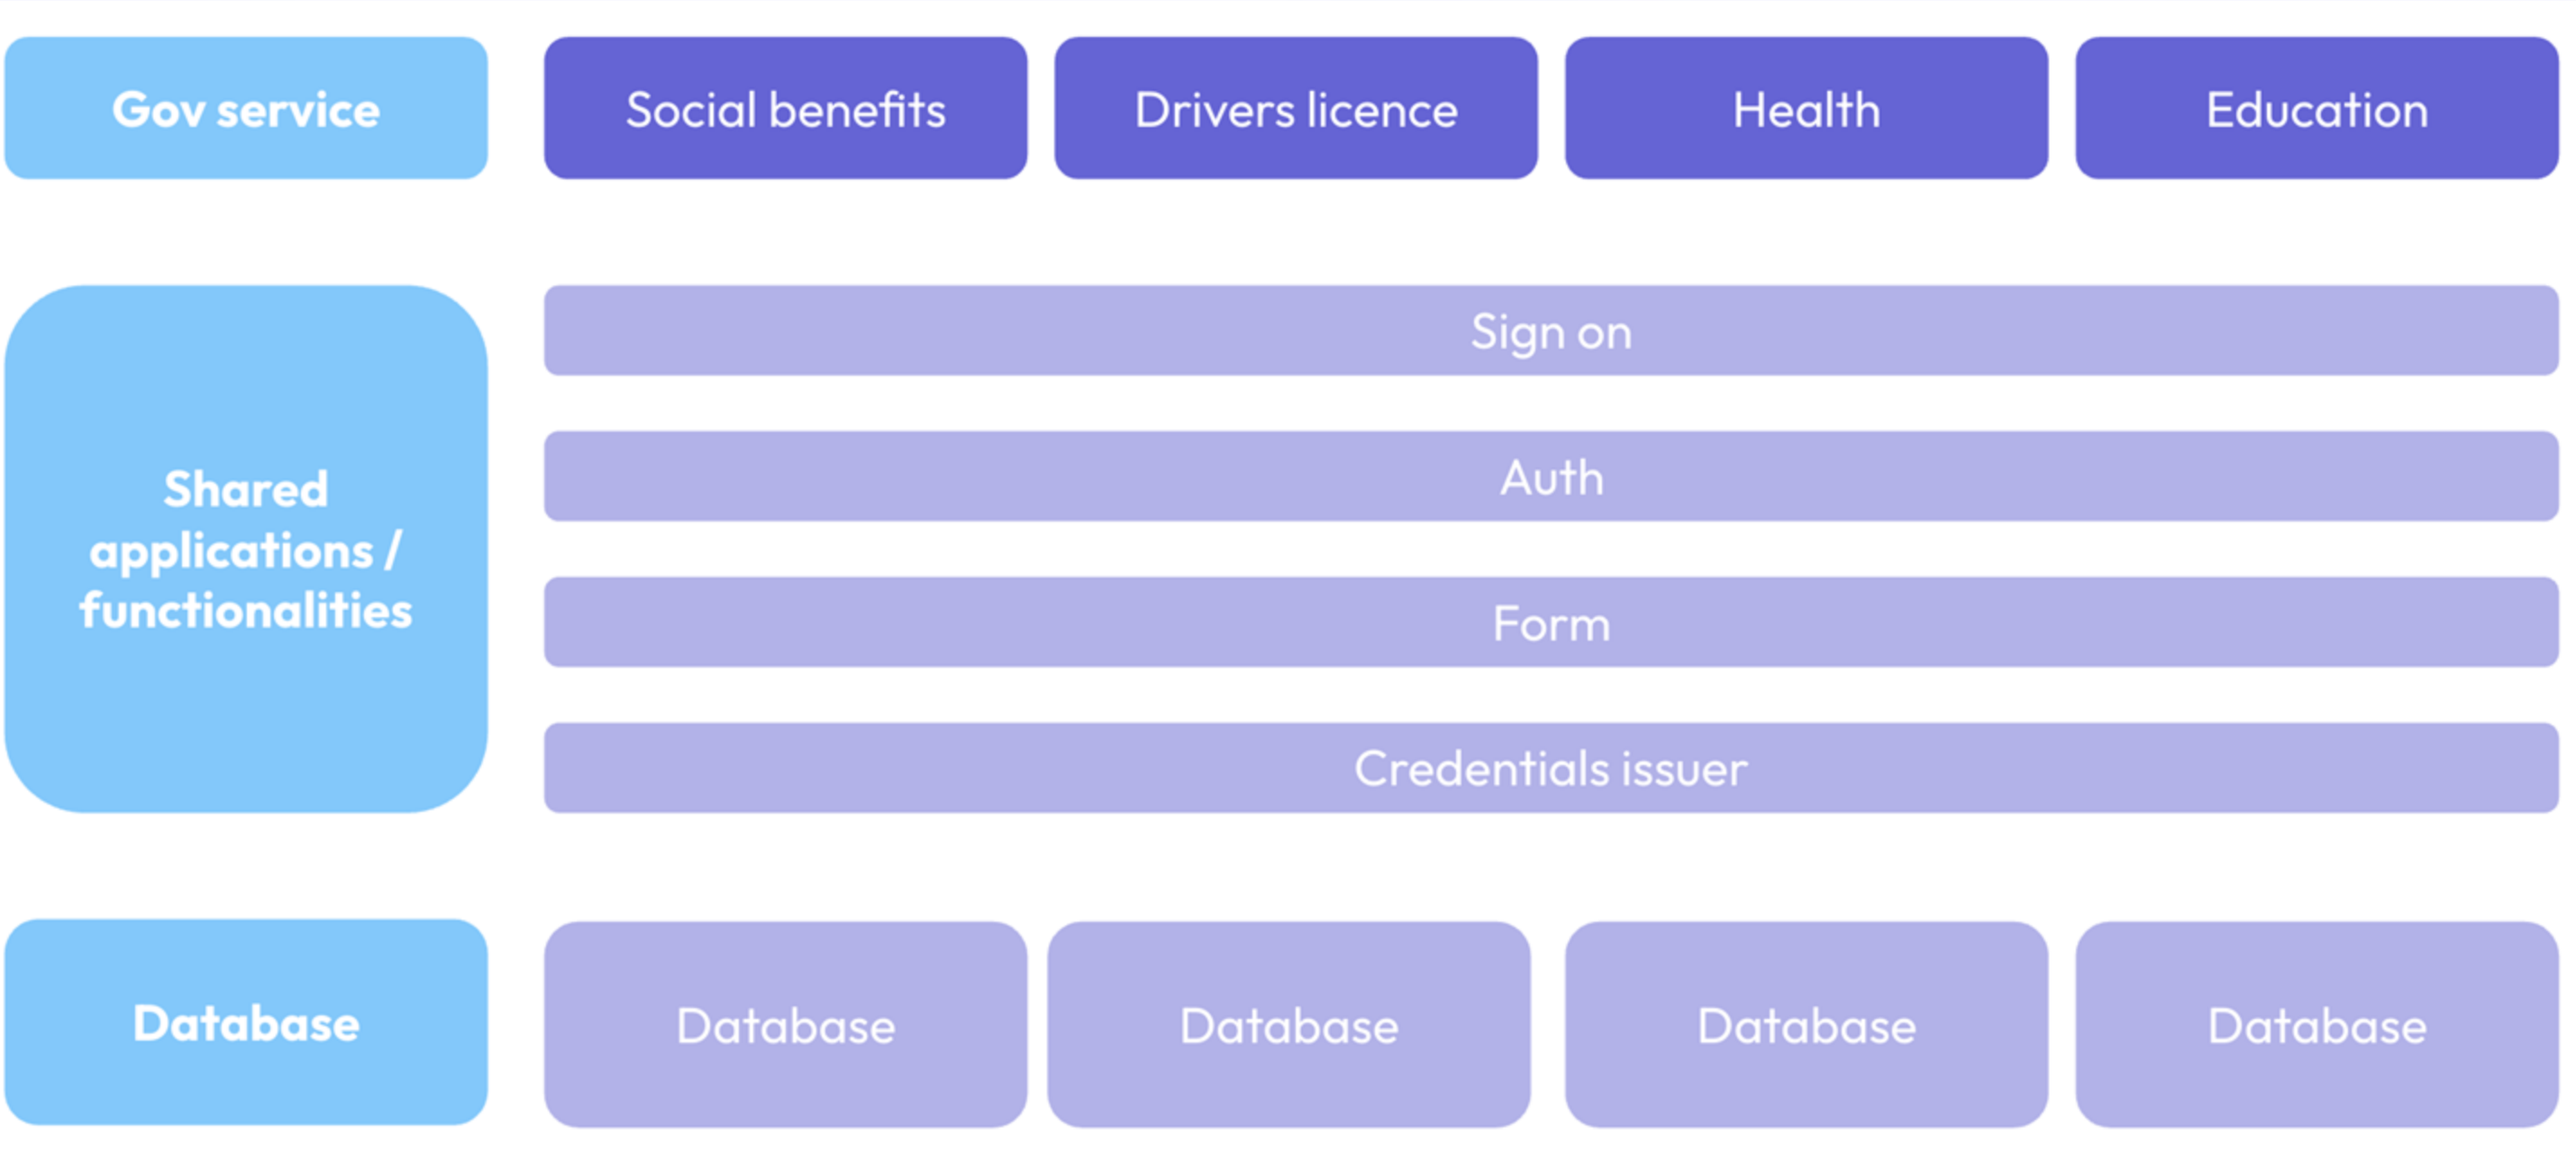 Gov service
Social benefits
Drivers licence
Health
Education
Shared
applications /
functionalities
Sign on
Auth
Form
Credentials issuer
Database
Database
Database
Database
Database